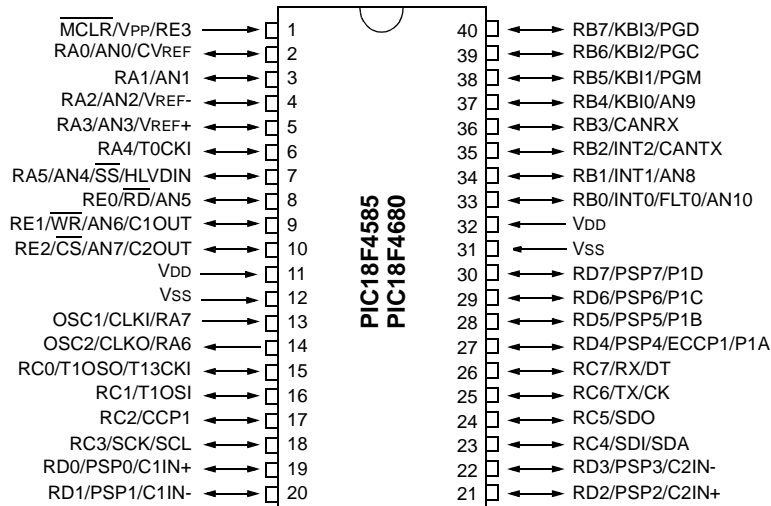 MCLR/VPP/RE3 1
RA0/AN0/CVREF 2
RA1/AN1 3
RA2/AN2/VREF- 4
RA3/AN3/VREF+ 5
RA4/T0CKI 6
RA5/AN4/SS/HLVDIN 7
RE0/RD/AN5 8
RE1/WR/AN6/C1OUT 9
RE2/CS/AN7/C2OUT 10
VDD 11
VSS 12
OSC1/CLKI/RA7 13
OSC2/CLKO/RA6 14
RC0/T1OSO/T13CKI 15
RC1/T1OSI 16
RC2/CCP1 17
RC3/SCK/SCL 18
RD0/PSP0/C1IN+ 19
RD1/PSP1/C1IN- 20
PIC18F4585
PIC18F4680
40 RB7/KBI3/PGD
39 RB6/KBI2/PGC
38 RB5/KBI1/PGM
37 RB4/KBI0/AN9
36 RB3/CANRX
35 RB2/INT2/CANTX
34 RB1/INT1/AN8
33 RB0/INT0/FLT0/AN10
32 VDD
31 VSS
30 RD7/PSP7/P1D
29 RD6/PSP6/P1C
28 RD5/PSP5/P1B
27 RD4/PSP4/ECCP1/P1A
26 RC7/RX/DT
25 RC6/TX/CK
24 RC5/SDO
23 RC4/SDI/SDA
22 RD3/PSP3/C2IN-
21 RD2/PSP2/C2IN+